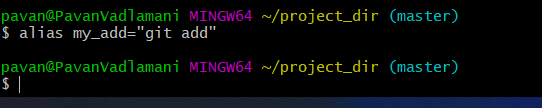 pavan@PavanVadlamani MINGW64 ~/project_dir (master)
$ alias my_add="git add"
pavan@PavanVadlamani MINGW64 ~/project_dir (master)
$